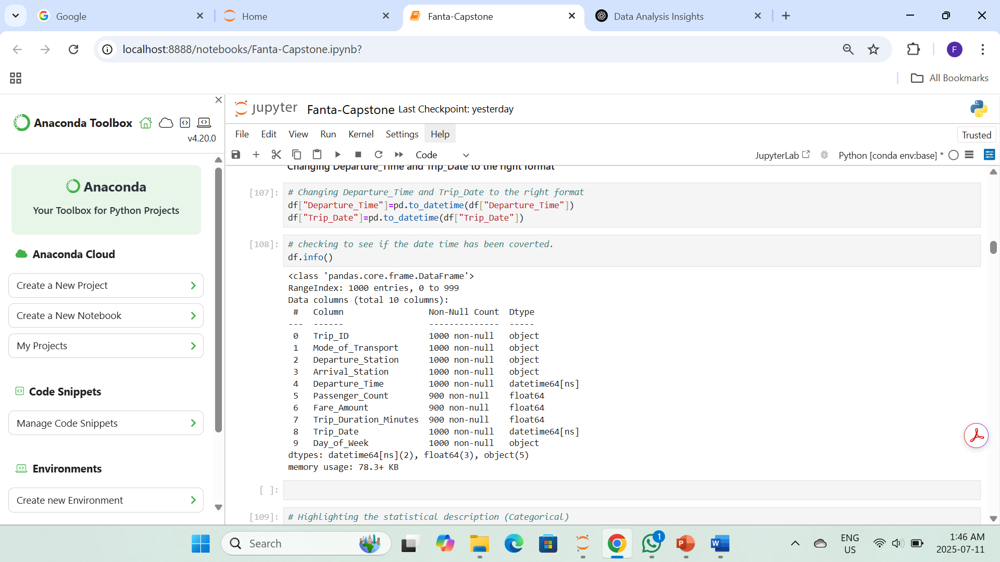 Google
Home
Fanta-Capstone
Data Analysis Insights
localhost:8888/notebooks/Fanta-Capstone.ipynb?
F
All Bookmarks
Anaconda Toolbox
v4.20.0
Anaconda
Your Toolbox for Python Projects
Anaconda Cloud
Create a New Project
Create a New Notebook
My Projects
Code Snippets
Manage Code Snippets
Environments
Create new Environment
jupyter Fanta-Capstone Last Checkpoint: yesterday
File Edit View Run Kernel Settings Help
Trusted
Code
JupyterLab Python [conda env:base] *
Changing Departure_Time and Trip_Date to the right format
[107]: # Changing Departure_Time and Trip_Date to the right format
df["Departure_Time"]=pd.to_datetime(df["Departure_Time"])
df["Trip_Date"]=pd.to_datetime(df["Trip_Date"])
[108]: # checking to see if the date time has been coverted.
df.info()
<class 'pandas.core.frame.DataFrame'>
RangeIndex: 1000 entries, 0 to 999
Data columns (total 10 columns):
# Column Non-Null Count Dtype
--- ------ -------------- -----
0 Trip_ID 1000 non-null object
1 Mode_of_Transport 1000 non-null object
2 Departure_Station 1000 non-null object
3 Arrival_Station 1000 non-null object
4 Departure_Time 1000 non-null datetime64[ns]
5 Passenger_Count 900 non-null float64
6 Fare_Amount 900 non-null float64
7 Trip_Duration_Minutes 900 non-null float64
8 Trip_Date 1000 non-null datetime64[ns]
9 Day_of_Week 1000 non-null object
dtypes: datetime64[ns](2), float64(3), object(5)
memory usage: 78.3+ KB
[ ]:
[109]: # Highlighting the statistical description (Categorical)
Search
1
P
W
ENG
US
1:46 AM
2025-07-11